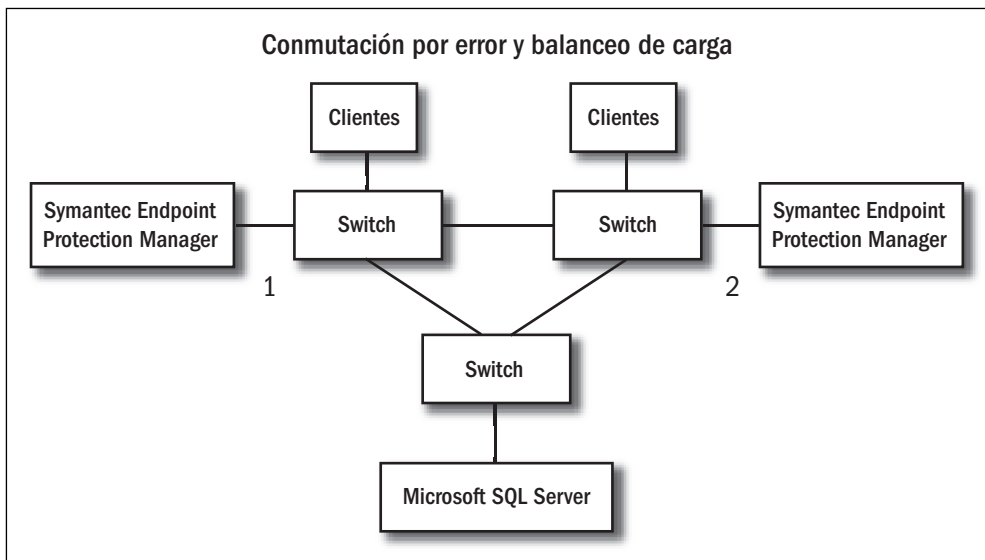 Conmutación por error y balanceo de carga
Clientes
Clientes
Symantec Endpoint
Protection Manager
Switch
Switch
Symantec Endpoint
Protection Manager
1
2
Switch
Microsoft SQL Server